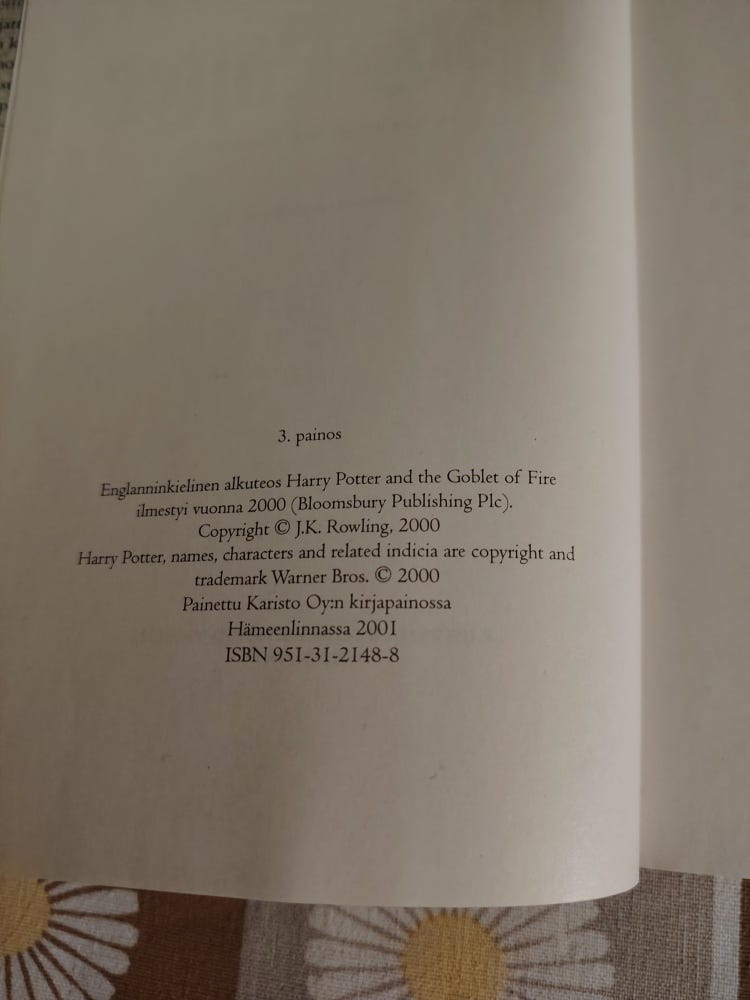 3. painos
Englanninkielinen alkuteos Harry Potter and the Goblet of Fire
ilmestyi vuonna 2000 (Bloomsbury Publishing Plc).
Copyright © J.K. Rowling, 2000
Harry Potter, names, characters and related indicia are copyright and
trademark Warner Bros. © 2000
Painettu Karisto Oy:n kirjapainossa
Hämeenlinnassa 2001
ISBN 951-31-2148-8